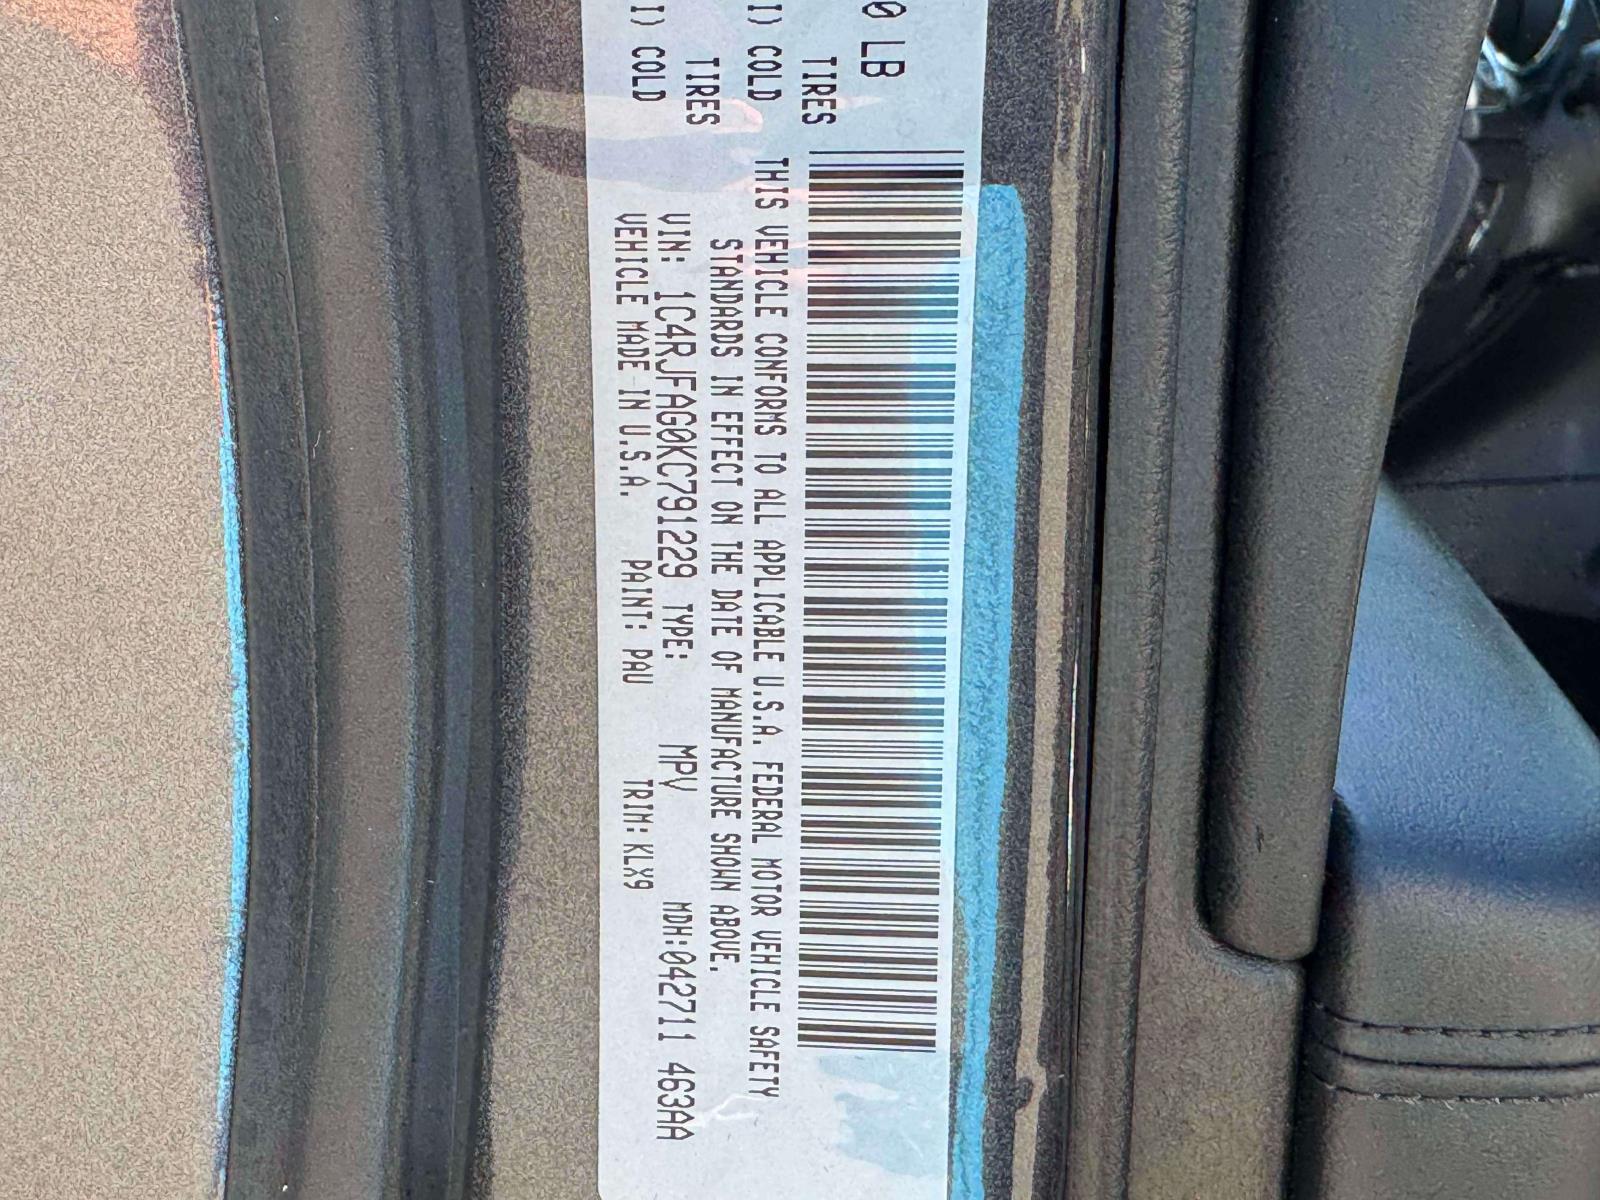 0 LB
TIRES
I) COLD
TIRES
I) COLD
THIS VEHICLE CONFORMS TO ALL APPLICABLE U.S.A. FEDERAL MOTOR VEHICLE SAFETY
STANDARDS IN EFFECT ON THE DATE OF MANUFACTURE SHOWN ABOVE.
VIN: 1C4RJFAG0KC791229 TYPE: MPV MDH:042711 463AA
VEHICLE MADE IN U.S.A. PAINT: PAU TRIM:KLX9